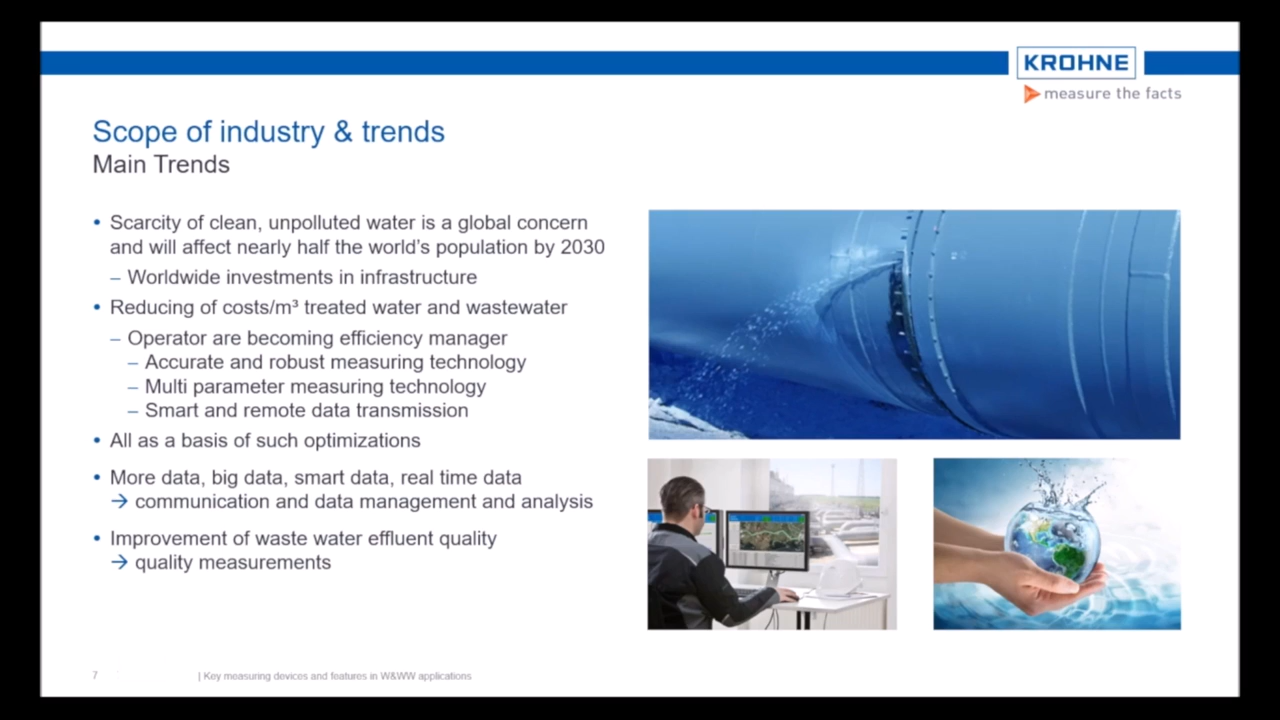 KROHNE
measure the facts
Scope of industry & trends
Main Trends
• Scarcity of clean, unpolluted water is a global concern
and will affect nearly half the world’s population by 2030
– Worldwide investments in infrastructure
• Reducing of costs/m³ treated water and wastewater
– Operator are becoming efficiency manager
– Accurate and robust measuring technology
– Multi parameter measuring technology
– Smart and remote data transmission
• All as a basis of such optimizations
• More data, big data, smart data, real time data
→ communication and data management and analysis
• Improvement of waste water effluent quality
→ quality measurements
7 | Key measuring devices and features in W&WW applications